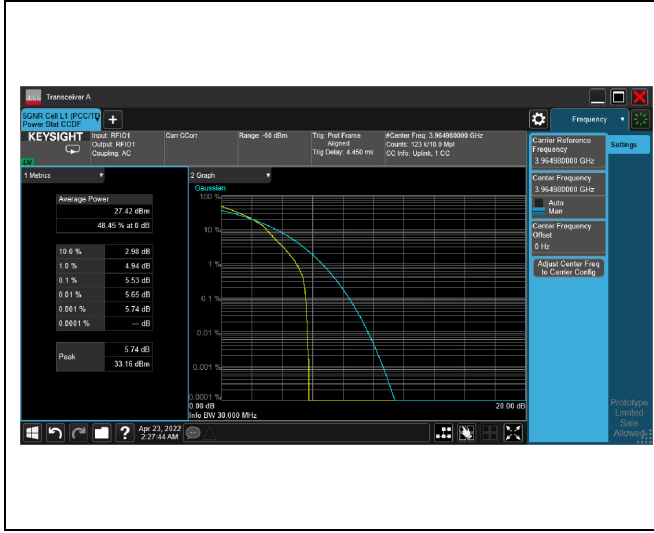 Transceiver A
5GNR Cell L1 (PCC/TD
Power Stat CCDF
Frequency
KEYSIGHT
Input: RFIO1
Output: RFIO1
Coupling: AC
Carr CCorr
Range: -60 dBm
Trig: Prot Frame
Aligned
Trig Delay: 4.450 ms
#Center Freq: 3.964980000 GHz
Counts: 123 k/10.0 Mpt
CC Info: Uplink, 1 CC
1 Metrics
Average Power
27.42 dBm
48.45 % at 0 dB
10.0 % 2.98 dB
1.0 % 4.94 dB
0.1 % 5.53 dB
0.01 % 5.65 dB
0.001 % 5.74 dB
0.0001 % --- dB
Peak
5.74 dB
33.16 dBm
2 Graph
Gaussian
100 %
10 %
1 %
0.1 %
0.01 %
0.001 %
0.0001 %
0.00 dB
20.00 dB
Info BW 30.000 MHz
Carrier Reference
Frequency
3.964980000 GHz
Center Frequency
3.964980000 GHz
Auto
Man
Center Frequency
Offset
0 Hz
Adjust Center Freq
to Carrier Config
Settings
Prototype
Limited
Sale
Allowed
Apr 23, 2022
2:27:44 AM